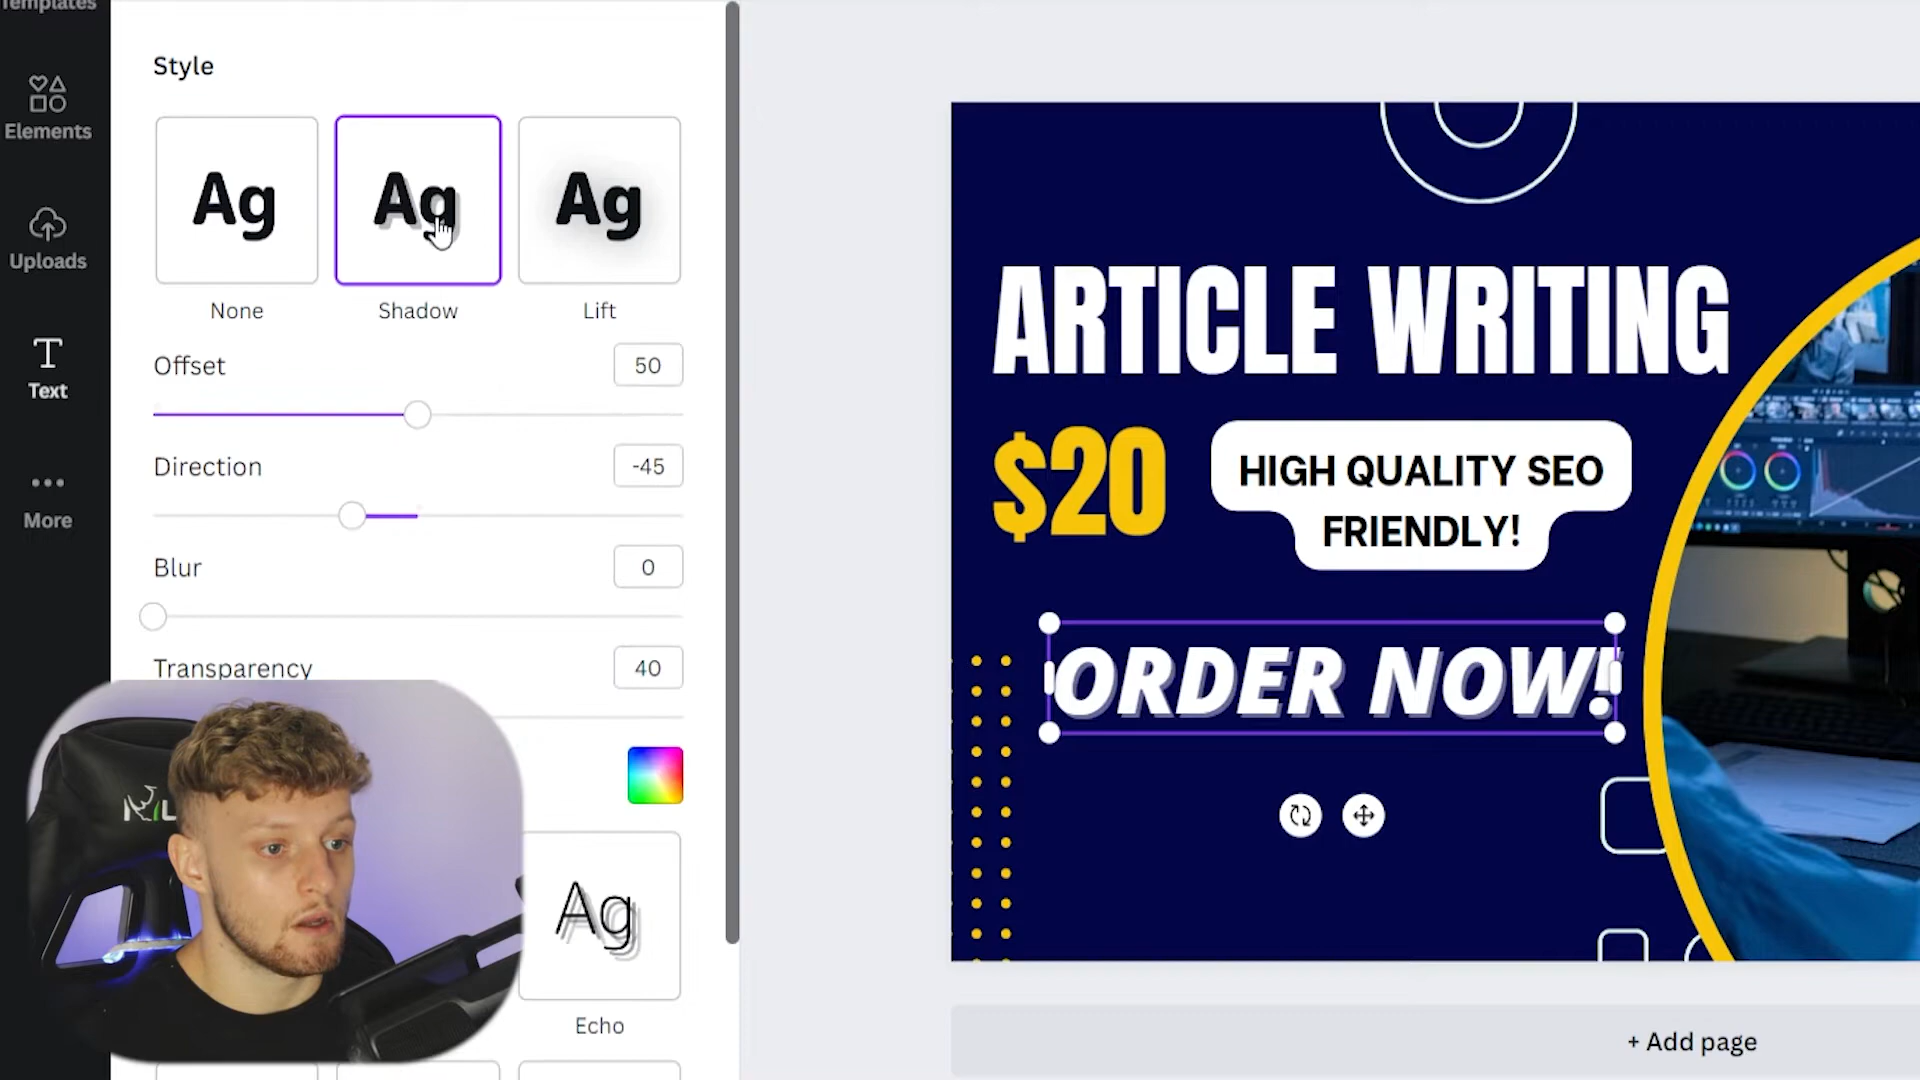 Templates
Elements
Uploads
Text
More
Style
Ag
Ag
Ag
None
Shadow
Lift
Offset
50
Direction
-45
Blur
0
Transparency
40
Ag
Echo
ARTICLE WRITING
$20
HIGH QUALITY SEO
FRIENDLY!
ORDER NOW!
+ Add page